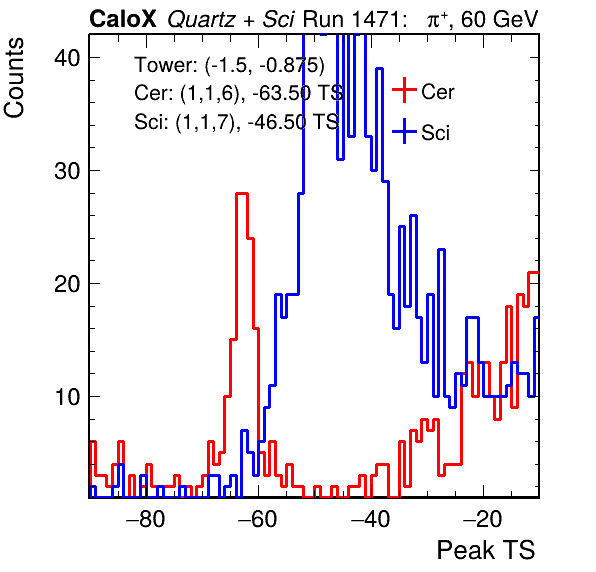 CaloX Quartz + Sci Run 1471: π⁺, 60 GeV
Counts
Tower: (-1.5, -0.875)
Cer: (1,1,6), -63.50 TS
Sci: (1,1,7), -46.50 TS
Cer
Sci
40
30
20
10
−80 −60 −40 −20
Peak TS